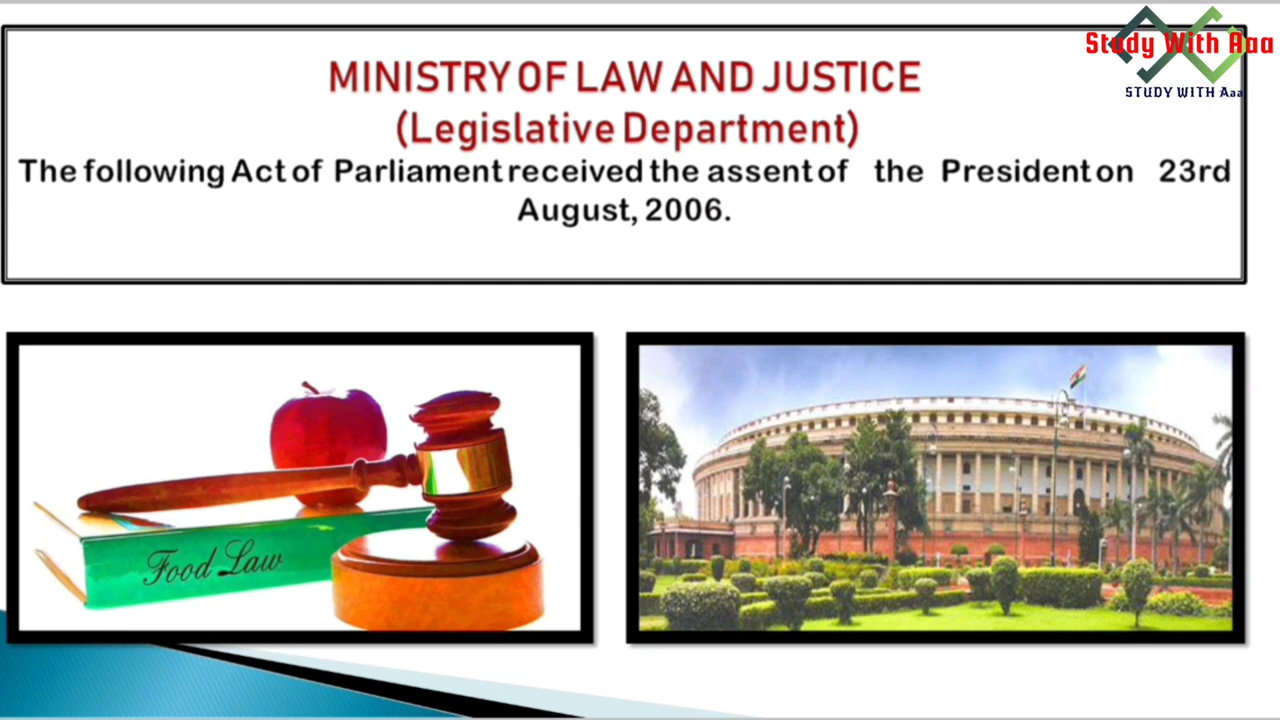 Study With Aaa
STUDY WITH Aaa
MINISTRY OF LAW AND JUSTICE
(Legislative Department)
The following Act of Parliament received the assent of the President on 23rd
August, 2006.
Food Law